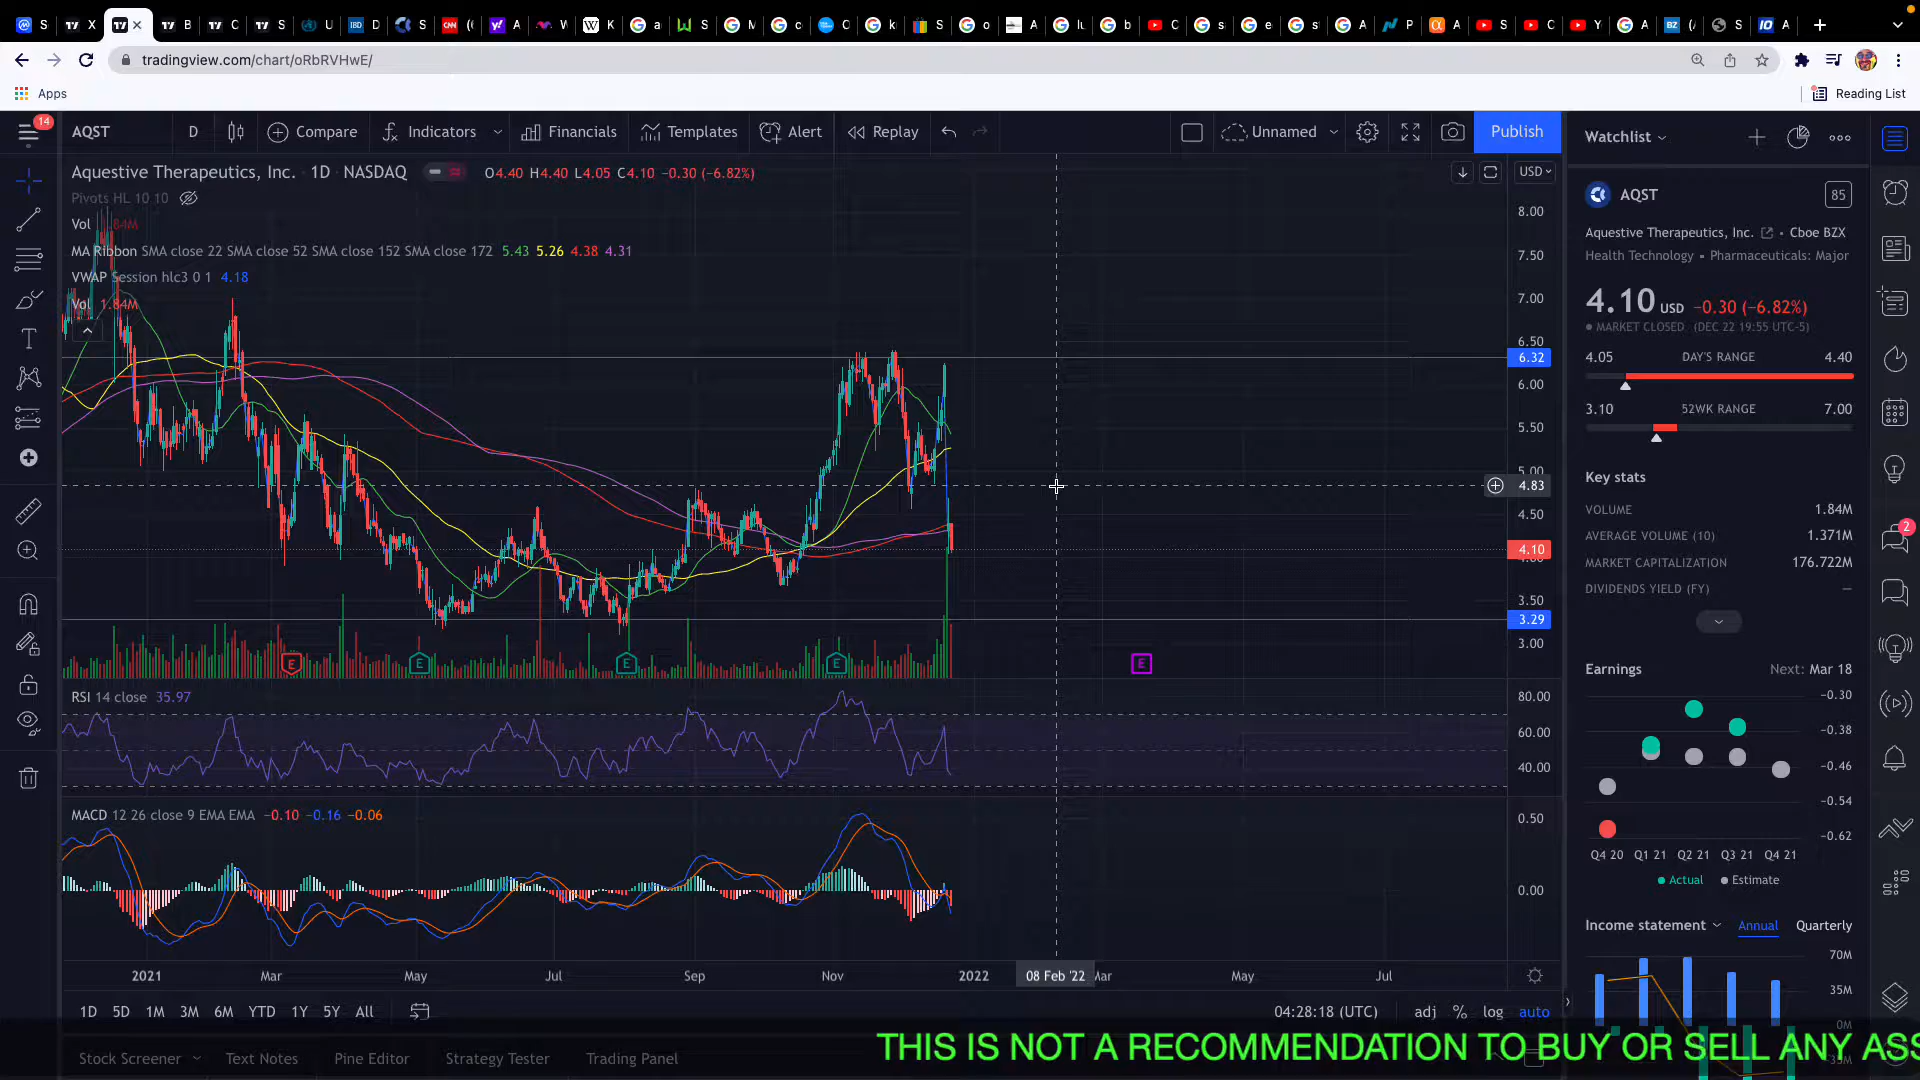 tradingview.com/chart/oRbRVHwE/
Apps
Reading List
14
AQST
D
Compare
Indicators
Financials
Templates
Alert
Replay
Unnamed
Publish
Watchlist
Aquestive Therapeutics, Inc. · 1D · NASDAQ
O4.40 H4.40 L4.05 C4.10 −0.30 (−6.82%)
USD
Pivots HL 10 10
Vol
MA Ribbon SMA close 22 SMA close 52 SMA close 152 SMA close 172 5.43 5.26 4.38 4.31
VWAP Session hlc3 0 1 4.18
Vol 1.84M
8.00
7.50
7.00
6.50
6.32
6.00
5.50
5.00
4.83
4.50
4.10
4.00
3.50
3.29
3.00
E
E
E
E
E
RSI 14 close 35.97
80.00
60.00
40.00
MACD 12 26 close 9 EMA EMA −0.10 −0.16 −0.06
0.50
0.00
2021
Mar
May
Jul
Sep
Nov
2022
08 Feb '22
Mar
May
Jul
1D 5D 1M 3M 6M YTD 1Y 5Y All
04:28:18 (UTC)
adj
%
log
auto
Stock Screener
Text Notes
Pine Editor
Strategy Tester
Trading Panel
THIS IS NOT A RECOMMENDATION TO BUY OR SELL ANY ASS
AQST
85
Aquestive Therapeutics, Inc. • Cboe BZX
Health Technology • Pharmaceuticals: Major
4.10 USD −0.30 (−6.82%)
MARKET CLOSED (DEC 22 19:55 UTC-5)
4.05 DAY'S RANGE 4.40
3.10 52WK RANGE 7.00
Key stats
VOLUME 1.84M
AVERAGE VOLUME (10) 1.371M
MARKET CAPITALIZATION 176.722M
DIVIDENDS YIELD (FY) —
Earnings
Next: Mar 18
−0.30
−0.38
−0.46
−0.54
−0.62
Q4 20 Q1 21 Q2 21 Q3 21 Q4 21
Actual
Estimate
Income statement
Annual
Quarterly
70M
35M
0M
2